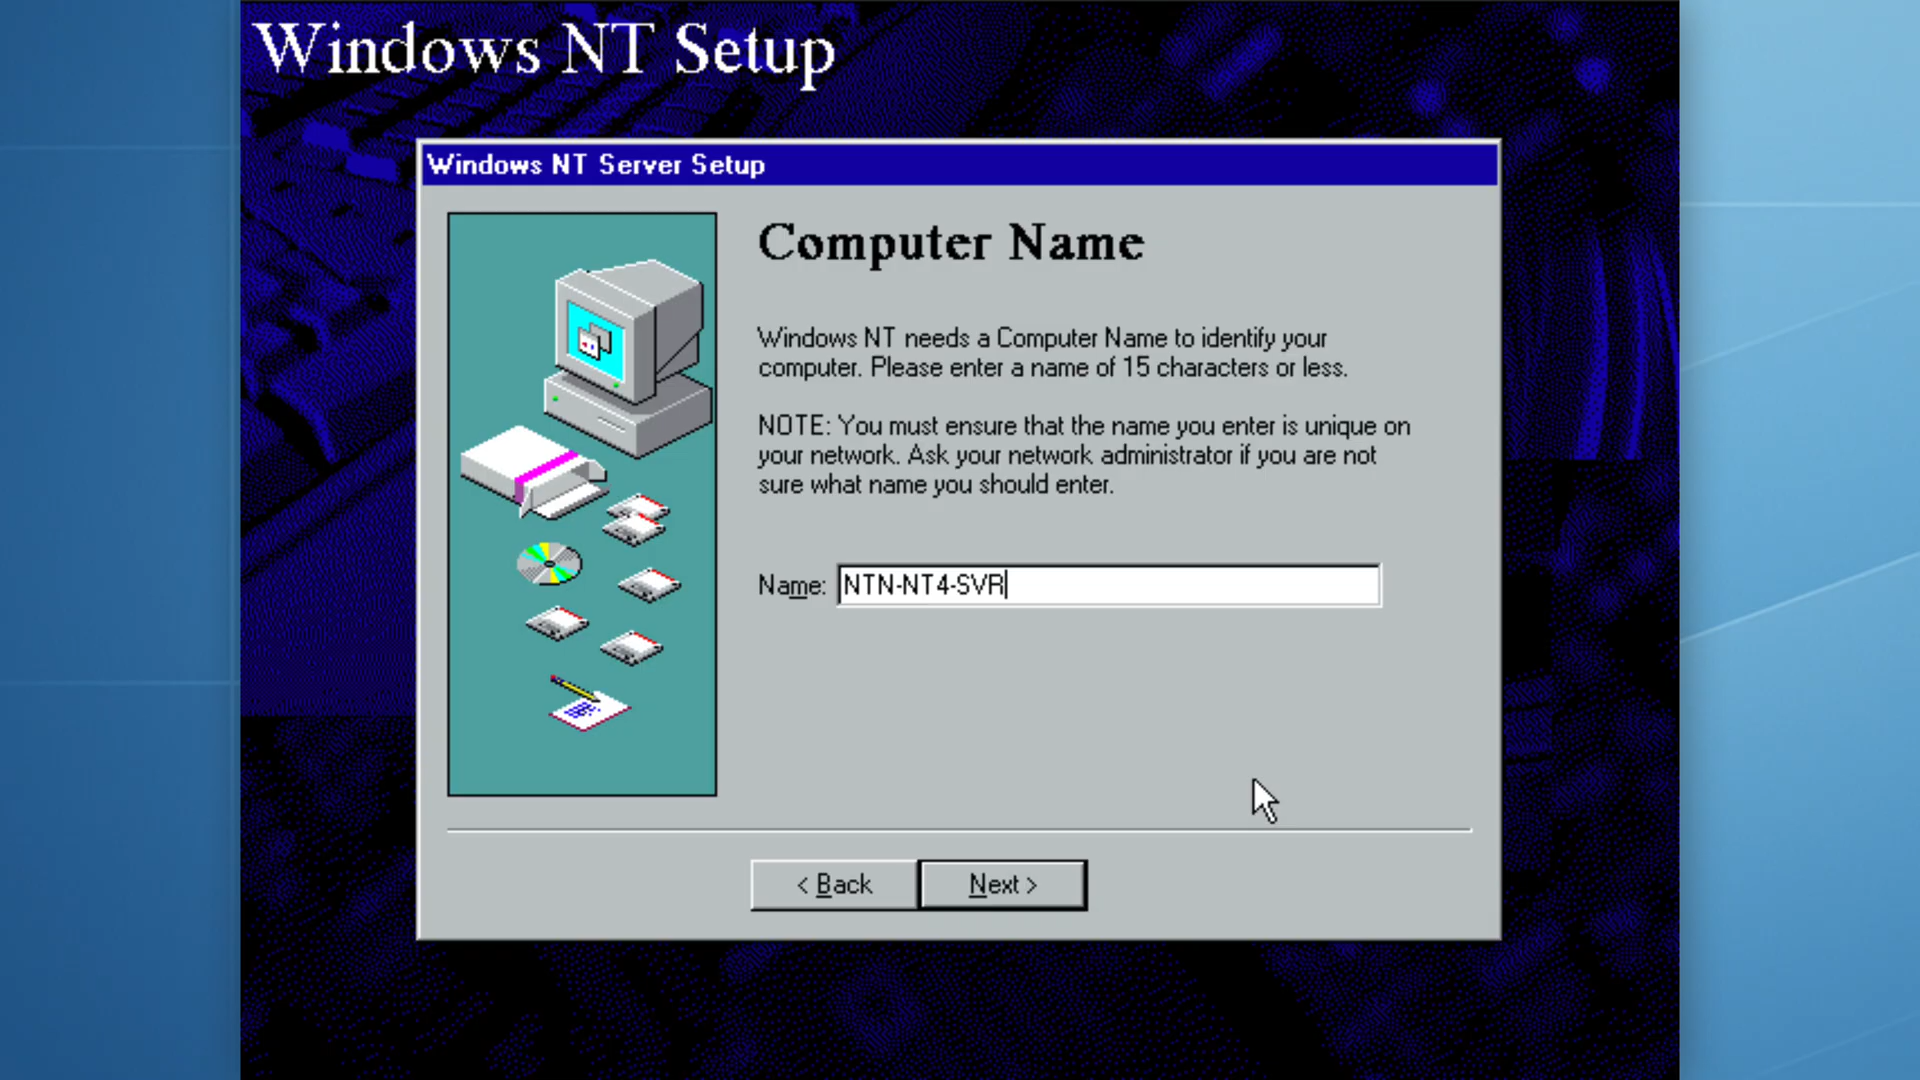 Windows NT Setup
Windows NT Server Setup
Computer Name
Windows NT needs a Computer Name to identify your
computer. Please enter a name of 15 characters or less.
NOTE: You must ensure that the name you enter is unique on
your network. Ask your network administrator if you are not
sure what name you should enter.
Name: NTN-NT4-SVR
< Back Next >